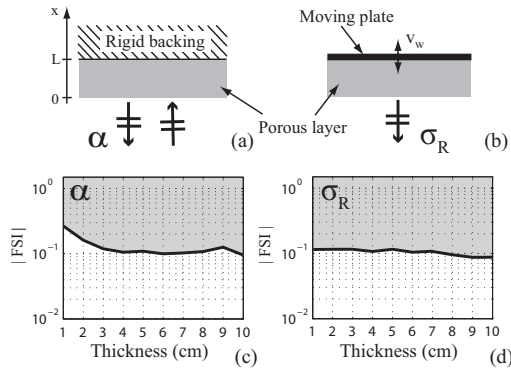 x
Rigid backing
L
0
α
(a)
Moving plate
v_w
Porous layer
σ_R
(b)
α
| FSI |
10^0
10^-1
10^-2
1 2 3 4 5 6 7 8 9 10
Thickness (cm)
(c)
σ_R
| FSI |
10^0
10^-1
10^-2
1 2 3 4 5 6 7 8 9 10
Thickness (cm)
(d)